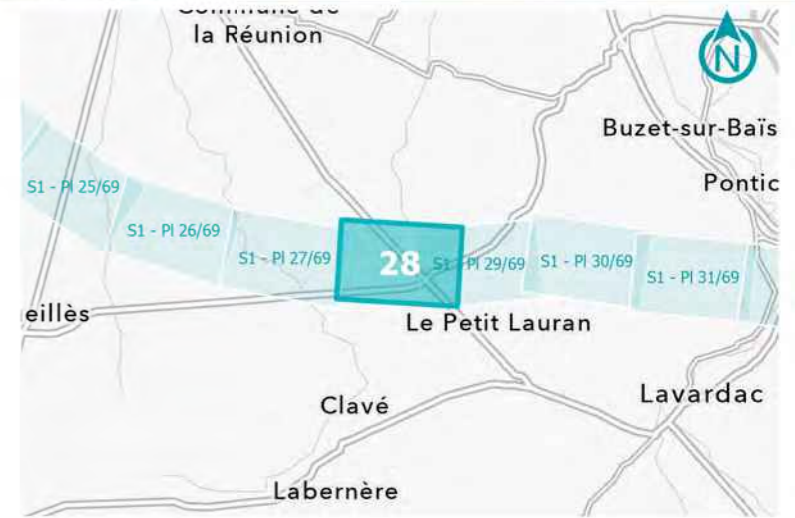 la Réunion
N
Buzet-sur-Baïs
Pontic
S1 - Pl 25/69
S1 - Pl 26/69
S1 - Pl 27/69
28
S1 - Pl 29/69
S1 - Pl 30/69
S1 - Pl 31/69
eillès
Le Petit Lauran
Clavé
Lavardac
Labernère